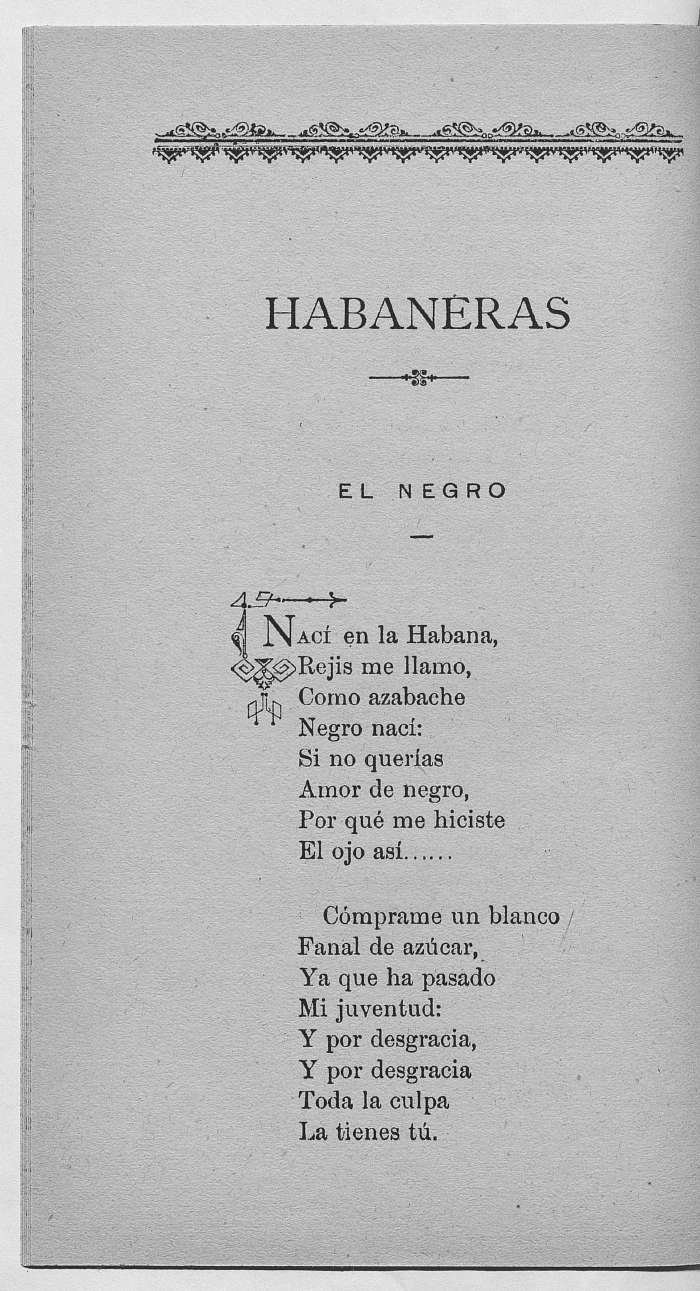 HABANERAS
EL NEGRO
NACÍ en la Habana,
Rejis me llamo,
Como azabache
Negro nací:
Si no querías
Amor de negro,
Por qué me hiciste
El ojo así......
Cómprame un blanco
Fanal de azúcar,
Ya que ha pasado
Mi juventud:
Y por desgracia,
Y por desgracia
Toda la culpa
La tienes tú.